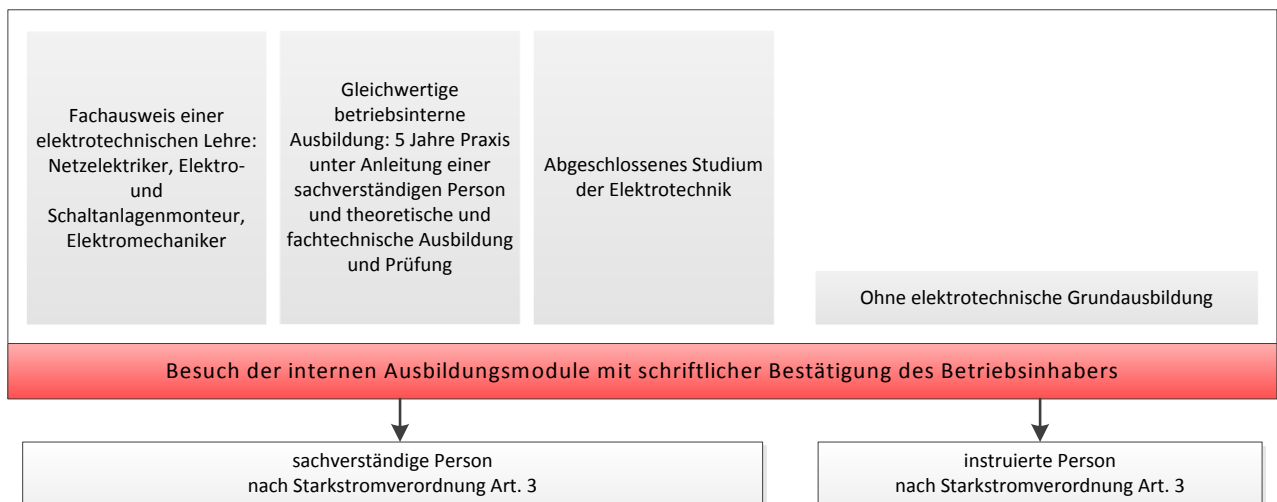 Fachausweis einer
elektrotechnischen Lehre:
Netzelektriker, Elektro-
und
Schaltanlagenmonteur,
Elektromechaniker
Gleichwertige
betriebsinterne
Ausbildung: 5 Jahre Praxis
unter Anleitung einer
sachverständigen Person
und theoretische und
fachtechnische Ausbildung
und Prüfung
Abgeschlossenes Studium
der Elektrotechnik
Ohne elektrotechnische Grundausbildung
Besuch der internen Ausbildungsmodule mit schriftlicher Bestätigung des Betriebsinhabers
sachverständige Person
nach Starkstromverordnung Art. 3
instruierte Person
nach Starkstromverordnung Art. 3